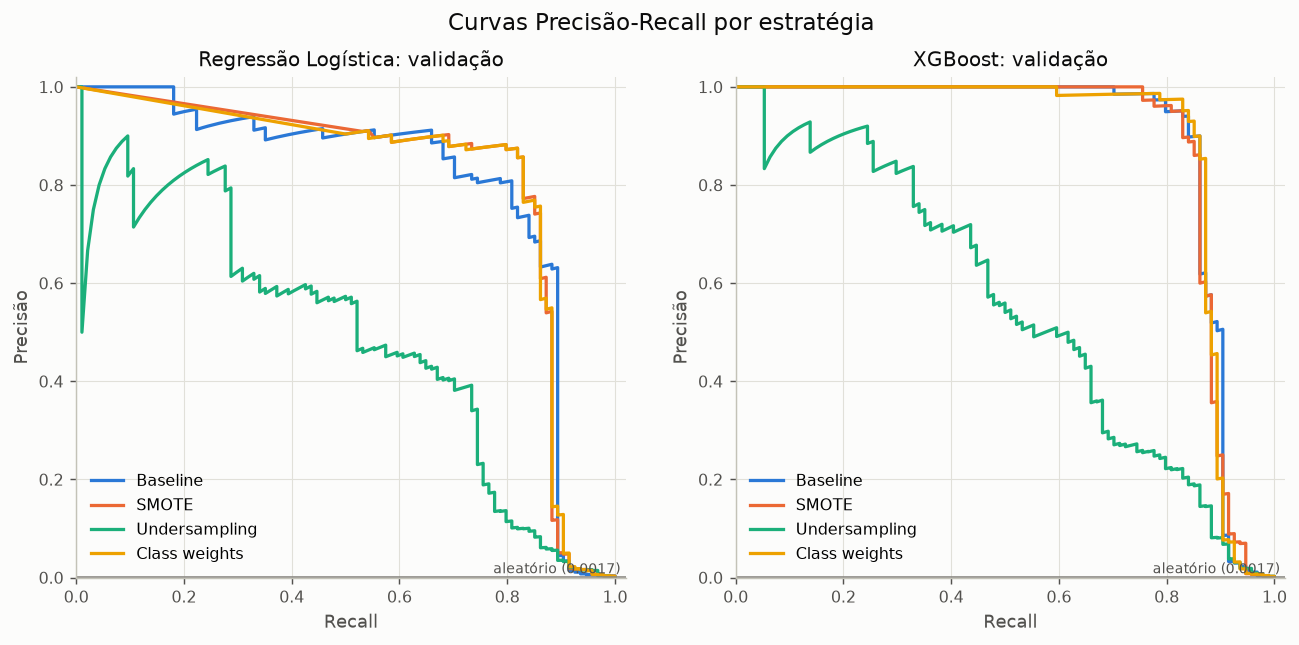 Curvas Precisão-Recall por estratégia
Regressão Logística: validação
1.0
0.8
0.6
0.4
0.2
0.0
Precisão
Baseline
SMOTE
Undersampling
Class weights
aleatório (0.0017)
0.0 0.2 0.4 0.6 0.8 1.0
Recall
XGBoost: validação
1.0
0.8
0.6
0.4
0.2
0.0
Precisão
Baseline
SMOTE
Undersampling
Class weights
aleatório (0.0017)
0.0 0.2 0.4 0.6 0.8 1.0
Recall